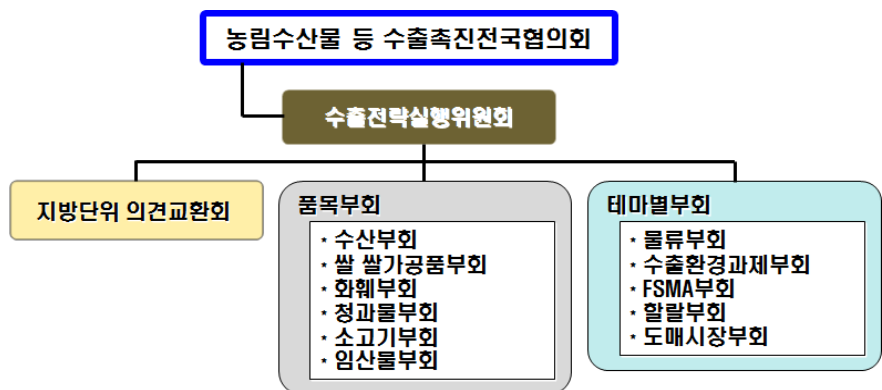 농림수산물 등 수출촉진전국협의회
수출전략실행위원회
지방단위 의견교환회
품목부회
* 수산부회
* 쌀 쌀가공품부회
* 화훼부회
* 청과물부회
* 소고기부회
* 임산물부회
테마별부회
* 물류부회
* 수출환경과제부회
* FSMA부회
* 할랄부회
* 도매시장부회